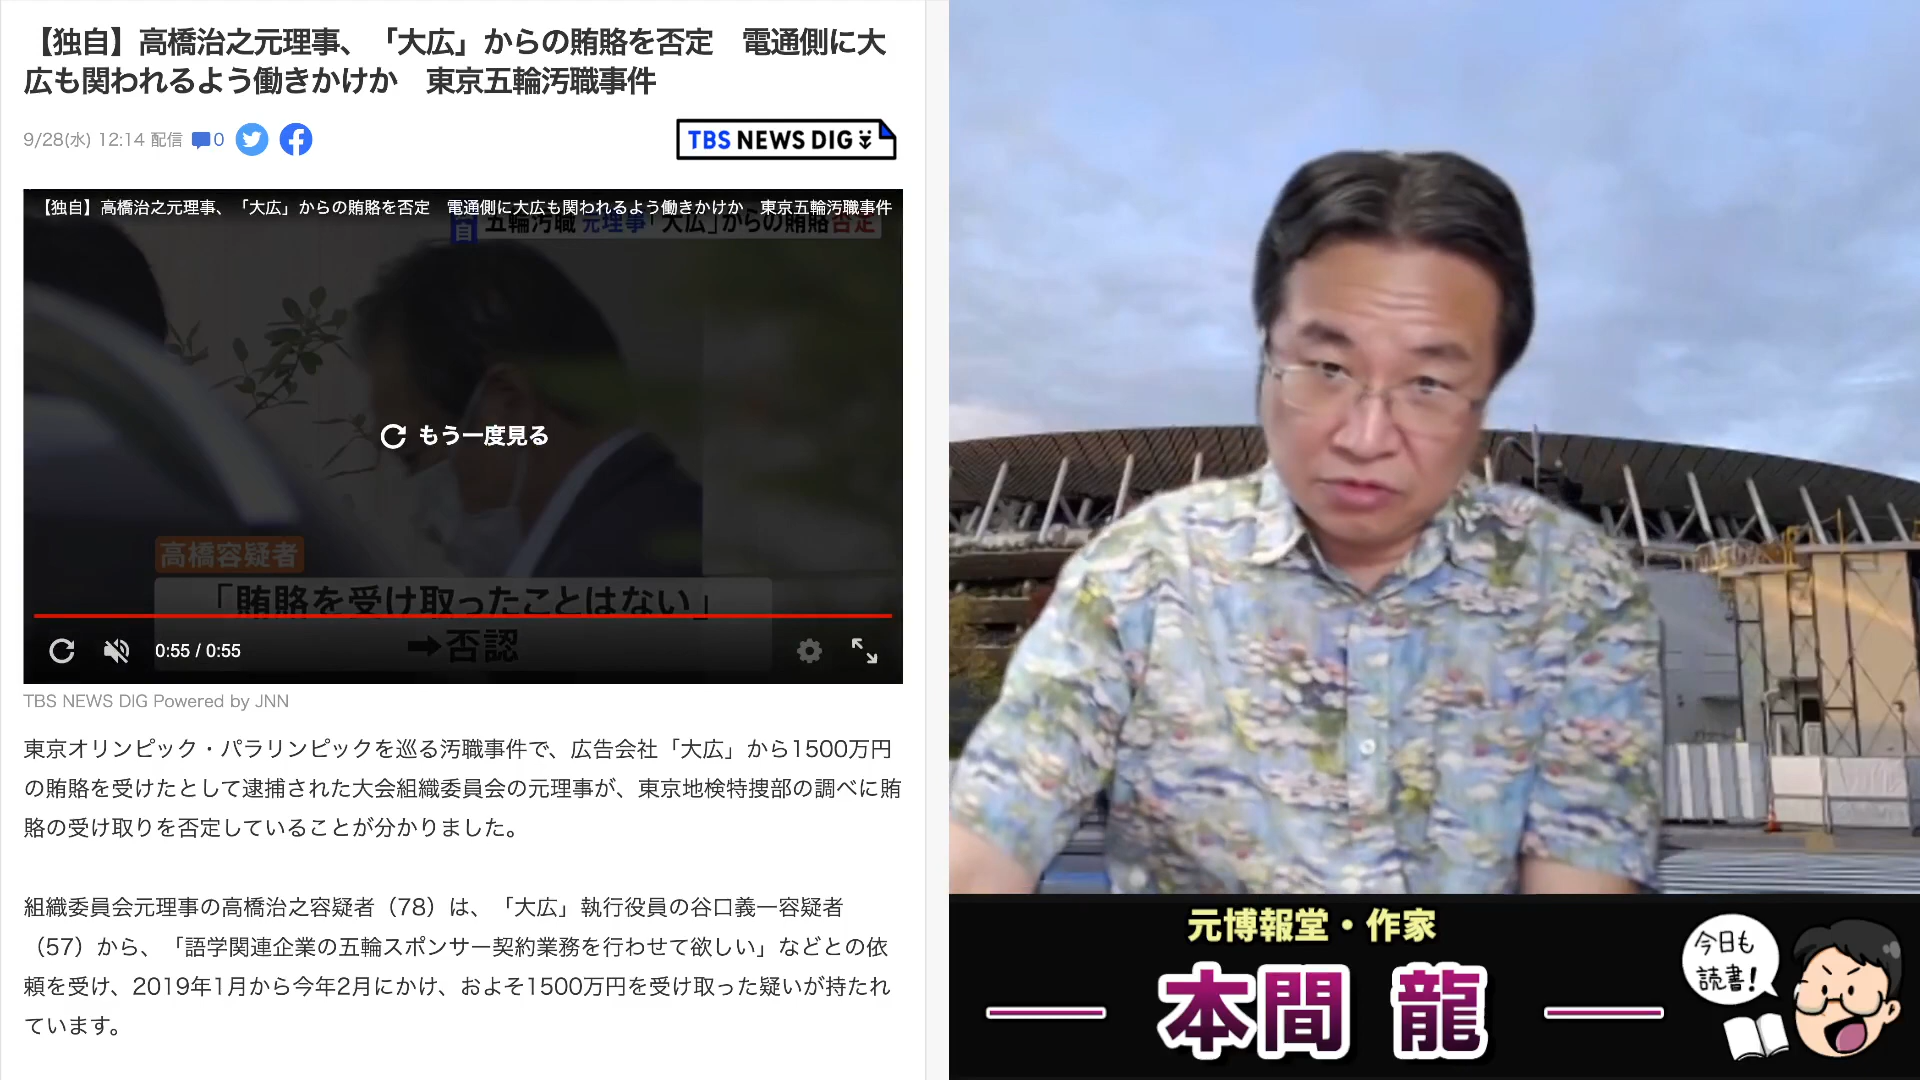 【独自】高橋治之元理事、「大広」からの賄賂を否定　電通側に大
広も関われるよう働きかけか　東京五輪汚職事件
9/28(水) 12:14 配信 0
TBS NEWS DIG
【独自】高橋治之元理事、「大広」からの賄賂を否定　電通側に大広も関われるよう働きかけか　東京五輪汚職事件
五輪汚職 元理事「大広」からの賄賂否定
もう一度見る
高橋容疑者
「賄賂を受け取ったことはない」
➡否認
0:55 / 0:55
TBS NEWS DIG Powered by JNN
東京オリンピック・パラリンピックを巡る汚職事件で、広告会社「大広」から1500万円
の賄賂を受けたとして逮捕された大会組織委員会の元理事が、東京地検特捜部の調べに賄
賂の受け取りを否定していることが分かりました。
組織委員会元理事の高橋治之容疑者（78）は、「大広」執行役員の谷口義一容疑者
（57）から、「語学関連企業の五輪スポンサー契約業務を行わせて欲しい」などとの依
頼を受け、2019年1月から今年2月にかけ、およそ1500万円を受け取った疑いが持たれ
ています。
元博報堂・作家
本間 龍
今日も
読書!